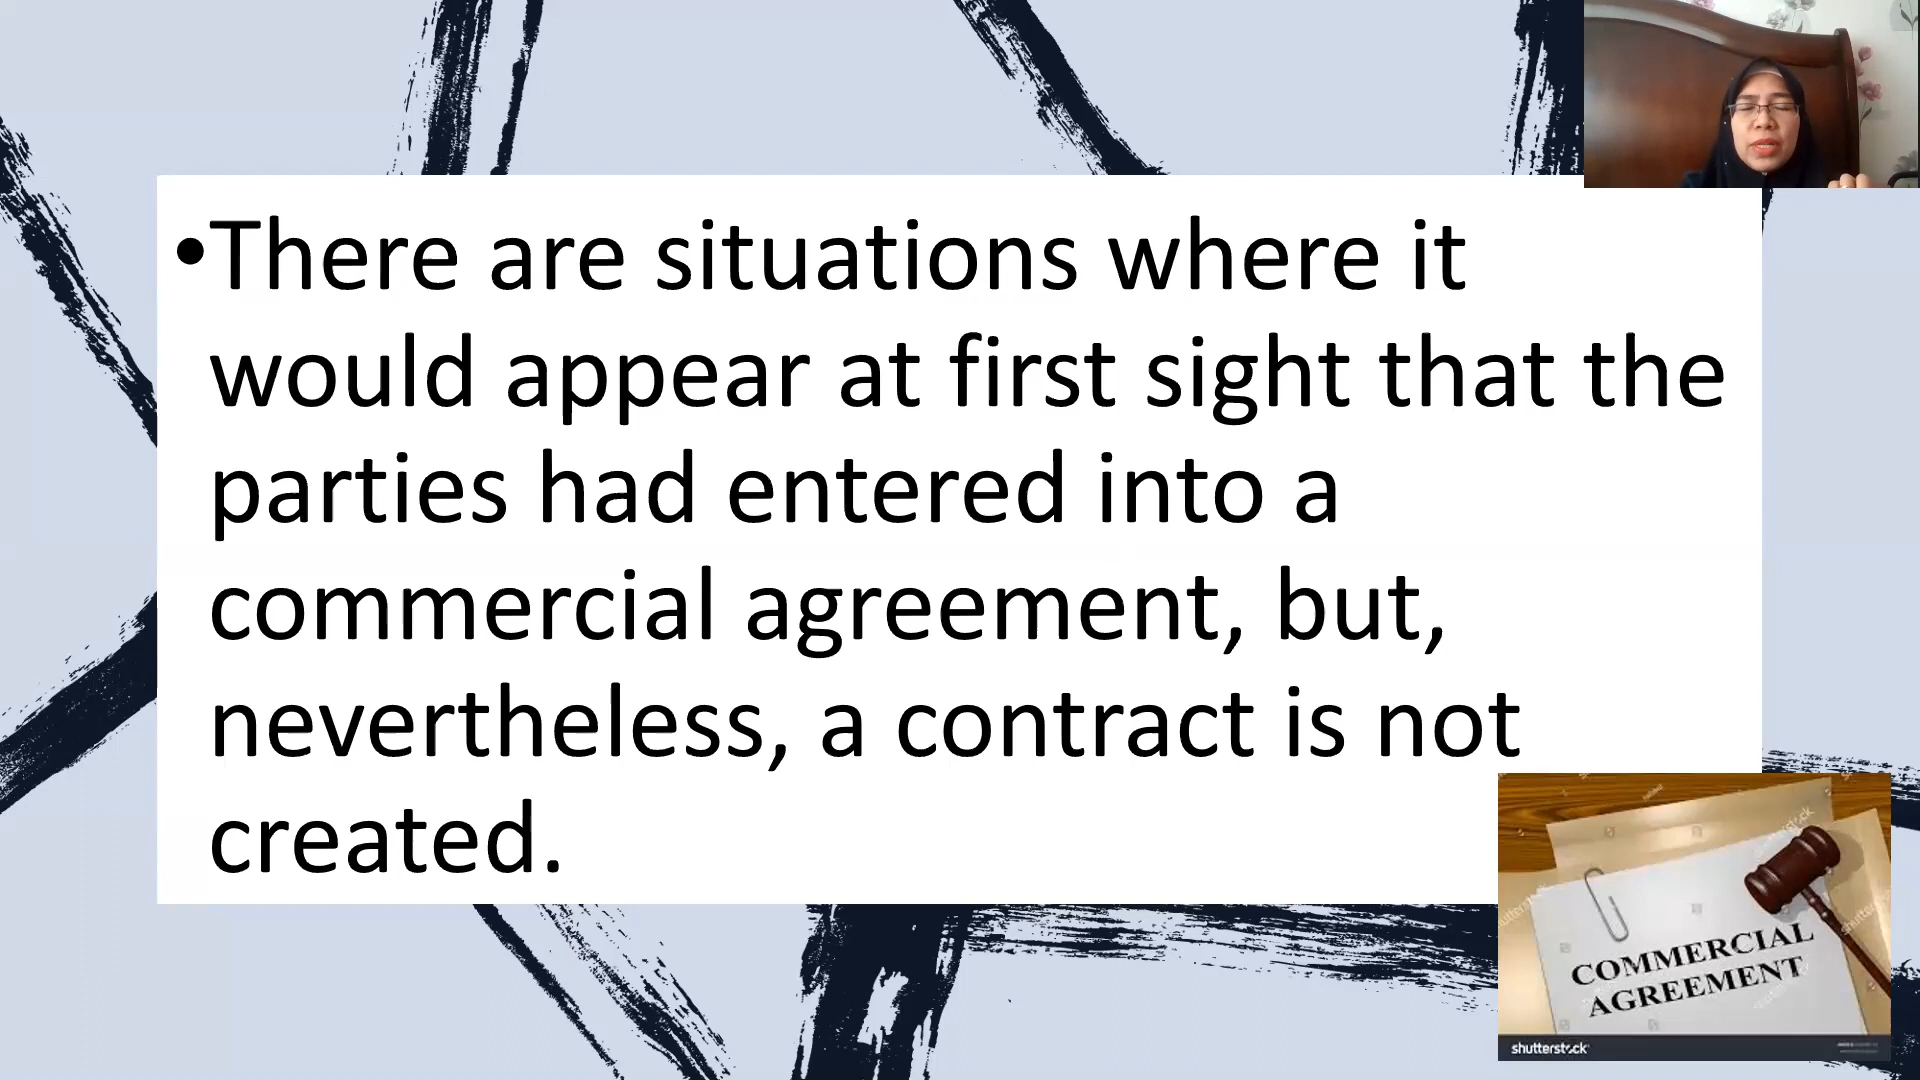 •There are situations where it
would appear at first sight that the
parties had entered into a
commercial agreement, but,
nevertheless, a contract is not
created.
COMMERCIAL
AGREEMENT
shutterstock